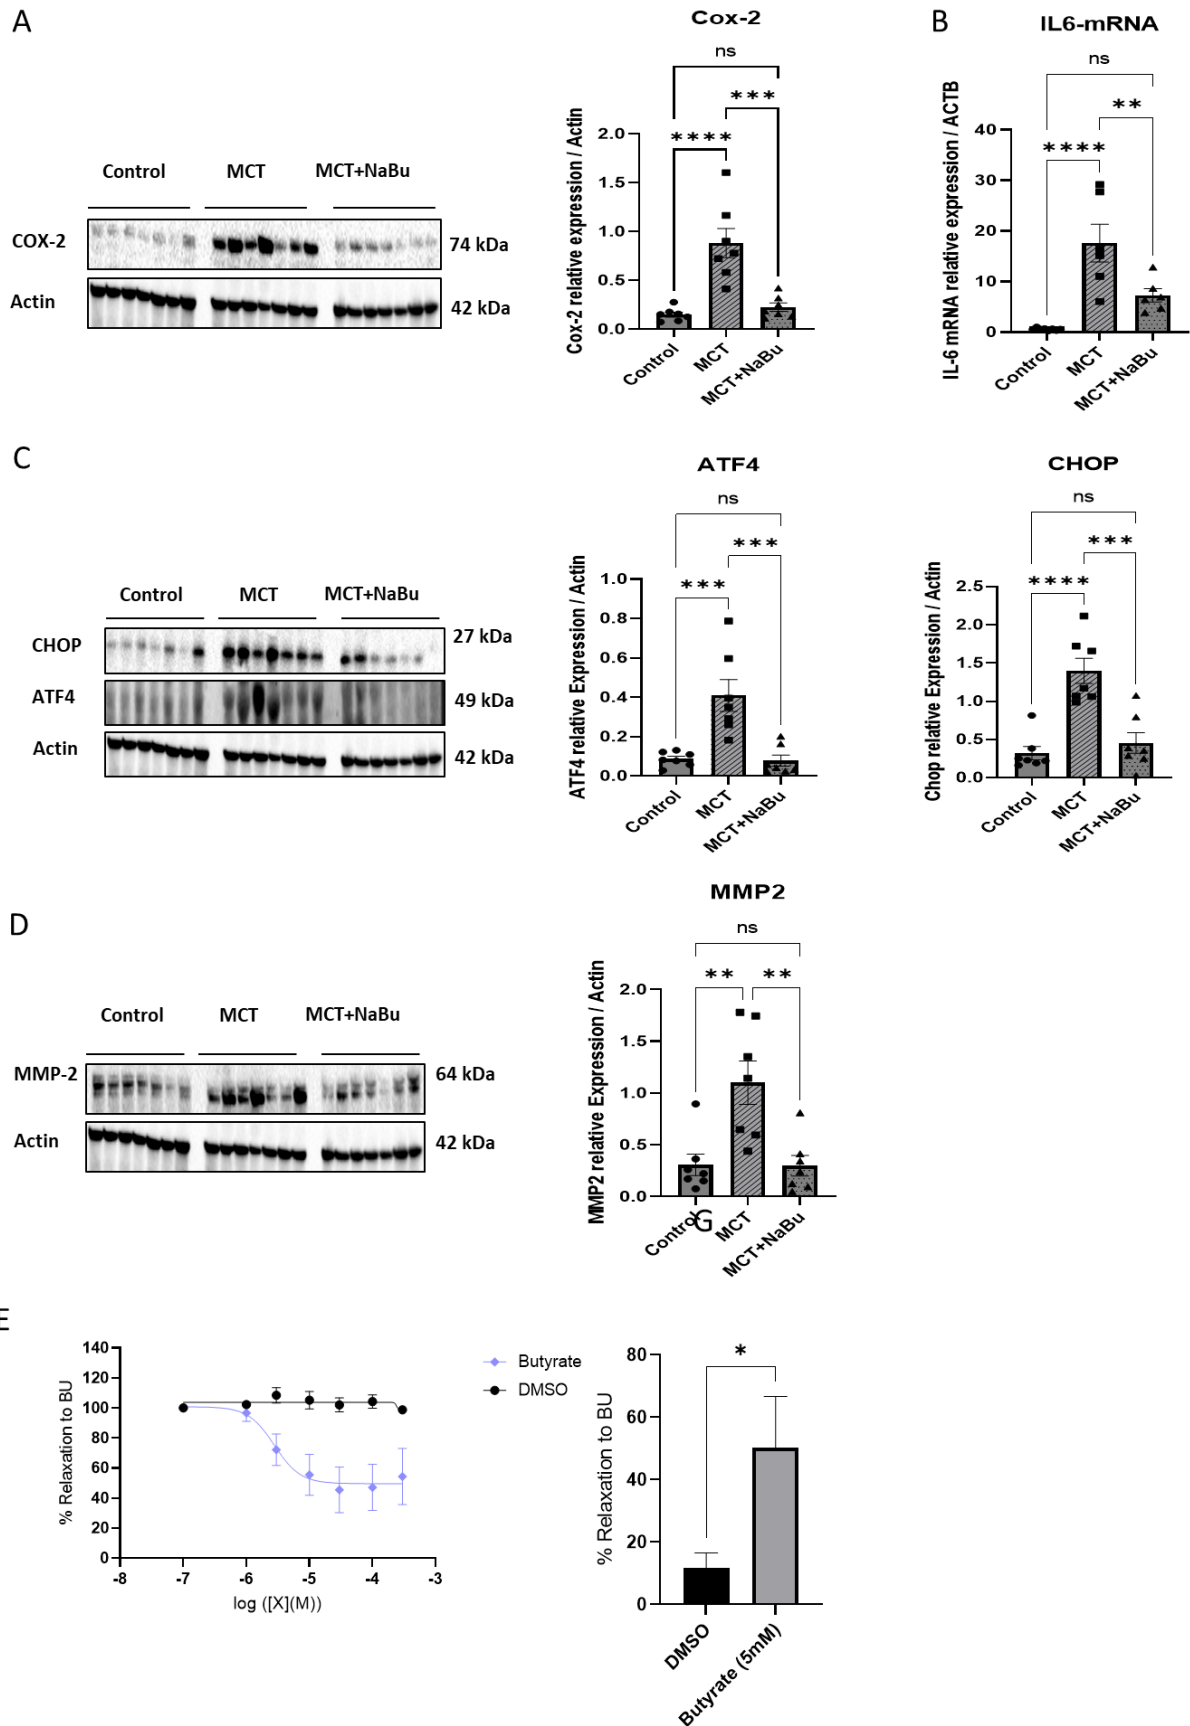 A
Control MCT MCT+NaBu
COX-2
74 kDa
Actin
42 kDa
Cox-2
ns
***
****
Cox-2 relative expression / Actin
2.0
1.5
1.0
0.5
0.0
Control
MCT
MCT+NaBu
B
IL6-mRNA
ns
**
****
IL-6 mRNA relative expression / ACTB
40
30
20
10
0
Control
MCT
MCT+NaBu
C
Control MCT MCT+NaBu
CHOP
27 kDa
ATF4
49 kDa
Actin
42 kDa
ATF4
ns
***
***
ATF4 relative Expression / Actin
1.0
0.8
0.6
0.4
0.2
0.0
Control
MCT
MCT+NaBu
CHOP
ns
***
****
Chop relative Expression / Actin
2.5
2.0
1.5
1.0
0.5
0.0
Control
MCT
MCT+NaBu
D
Control MCT MCT+NaBu
MMP-2
64 kDa
Actin
42 kDa
MMP2
ns
** **
MMP2 relative Expression / Actin
2.0
1.5
1.0
0.5
0.0
Control
G
MCT
MCT+NaBu
E
% Relaxation to BU
140
120
100
80
60
40
20
0
-8 -7 -6 -5 -4 -3
log ([X](M))
Butyrate
DMSO
*
% Relaxation to BU
80
60
40
20
0
DMSO
Butyrate (5mM)